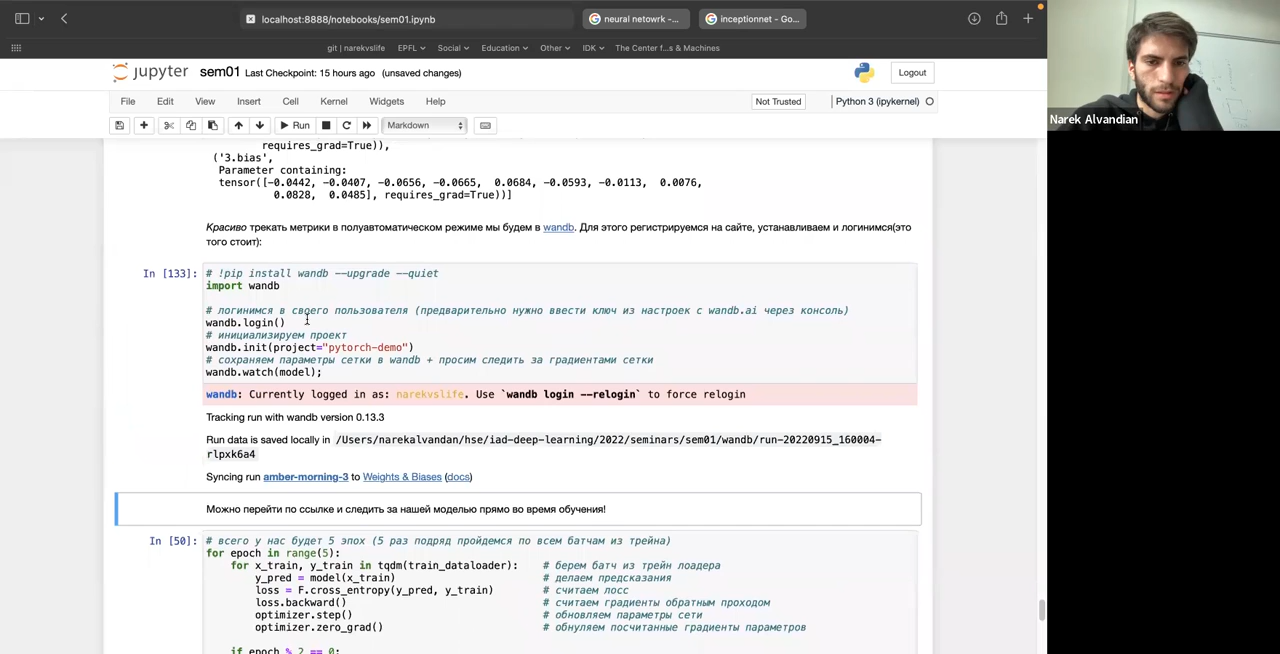 localhost:8888/notebooks/sem01.ipynb
neural netowrk -...
inceptionnet - Go...
git | narekvslife EPFL Social Education Other IDK The Center f...s & Machines
jupyter sem01 Last Checkpoint: 15 hours ago (unsaved changes)
Logout
File Edit View Insert Cell Kernel Widgets Help
Not Trusted
Python 3 (ipykernel)
Run
Markdown
Narek Alvandian
requires_grad=True)),
('3.bias',
Parameter containing:
tensor([-0.0442, -0.0407, -0.0656, -0.0665, 0.0684, -0.0593, -0.0113, 0.0076,
0.0828, 0.0485], requires_grad=True))]
Красиво трекать метрики в полуавтоматическом режиме мы будем в wandb. Для этого регистрируемся на сайте, устанавливаем и логинимся(это
того стоит):
In [133]:
# !pip install wandb --upgrade --quiet
import wandb
# логинимся в своего пользователя (предварительно нужно ввести ключ из настроек с wandb.ai через консоль)
wandb.login()
# инициализируем проект
wandb.init(project="pytorch-demo")
# сохраняем параметры сетки в wandb + просим следить за градиентами сетки
wandb.watch(model);
wandb: Currently logged in as: narekvslife. Use `wandb login --relogin` to force relogin
Tracking run with wandb version 0.13.3
Run data is saved locally in /Users/narekalvandan/hse/iad-deep-learning/2022/seminars/sem01/wandb/run-20220915_160004-
rlpxk6a4
Syncing run amber-morning-3 to Weights & Biases (docs)
Можно перейти по ссылке и следить за нашей моделью прямо во время обучения!
In [50]:
# всего у нас будет 5 эпох (5 раз подряд пройдемся по всем батчам из трейна)
for epoch in range(5):
for x_train, y_train in tqdm(train_dataloader): # берем батч из трейн лоадера
y_pred = model(x_train) # делаем предсказания
loss = F.cross_entropy(y_pred, y_train) # считаем лосс
loss.backward() # считаем градиенты обратным проходом
optimizer.step() # обновляем параметры сети
optimizer.zero_grad() # обнуляем посчитанные градиенты параметров
if epoch % 2 == 0: